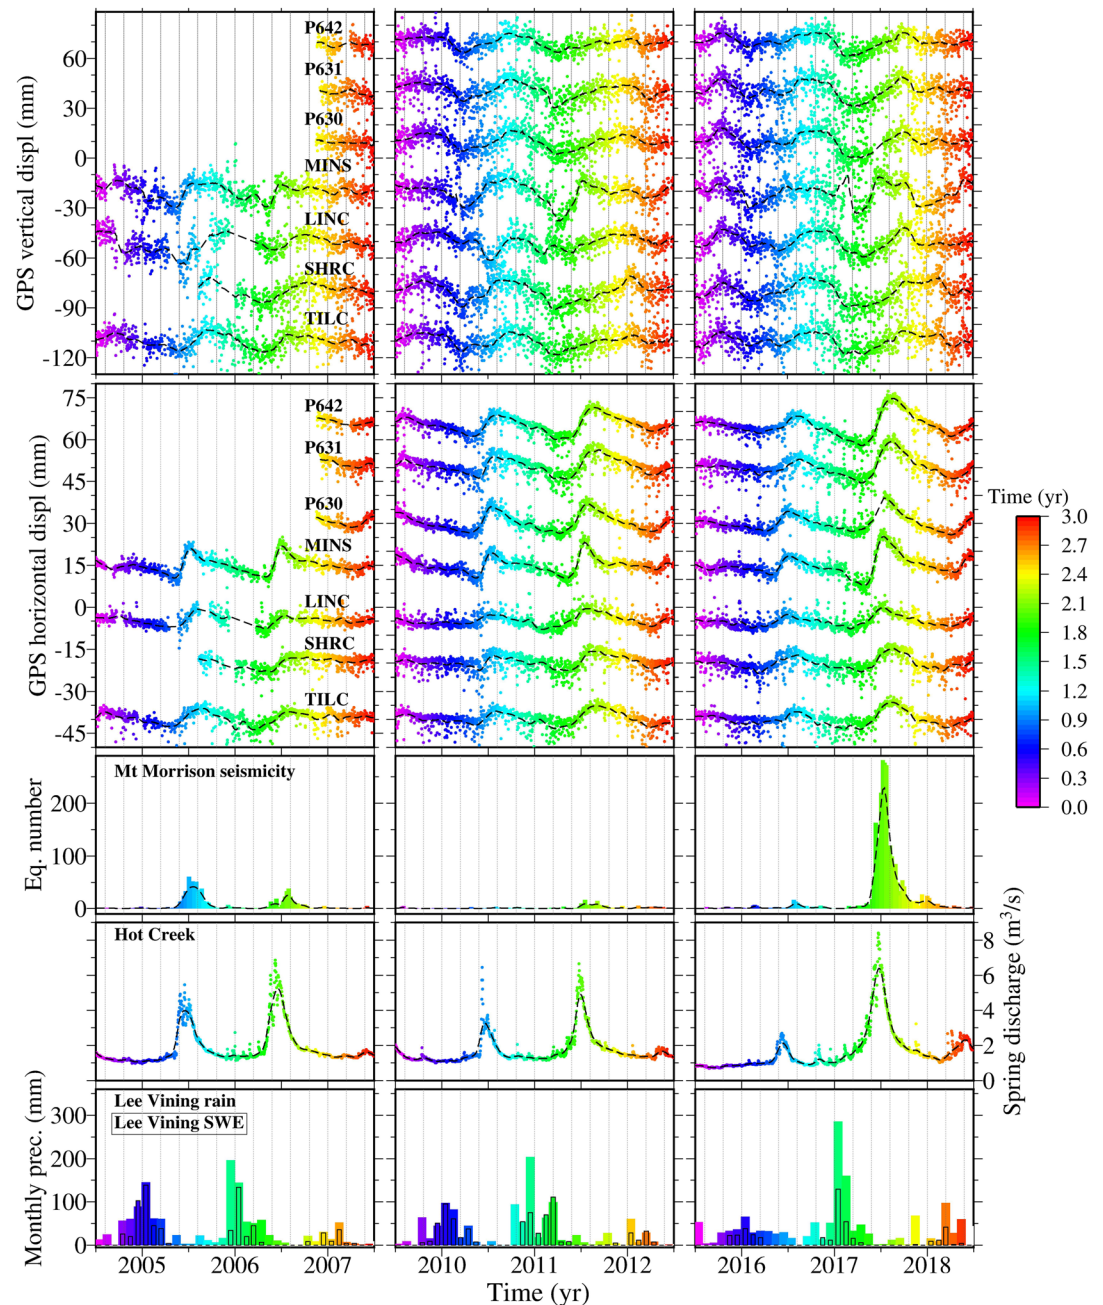 GPS vertical displ (mm)
60
30
0
-30
-60
-90
-120
P642
P631
P630
MINS
LINC
SHRC
TILC
GPS horizontal displ (mm)
75
60
45
30
15
0
-15
-30
-45
P642
P631
P630
MINS
LINC
SHRC
TILC
Time (yr)
3.0
2.7
2.4
2.1
1.8
1.5
1.2
0.9
0.6
0.3
0.0
Eq. number
200
100
0
Mt Morrison seismicity
Hot Creek
8
6
4
2
0
Spring discharge (m³/s)
Monthly prec. (mm)
300
200
100
0
Lee Vining rain
Lee Vining SWE
2005 2006 2007 2010 2011 2012 2016 2017 2018
Time (yr)